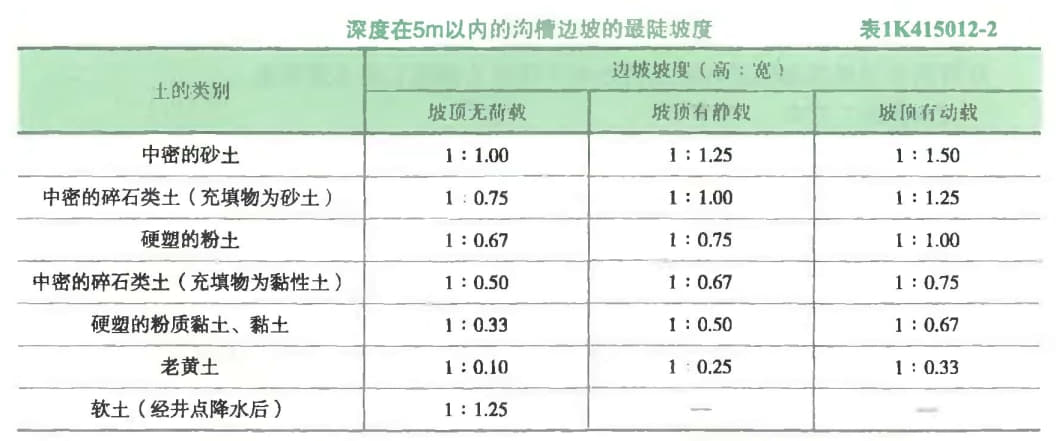 深度在5m以内的沟槽边坡的最陡坡度 表1K415012-2
土的类别 边坡坡度（高：宽）
坡顶无荷载 坡顶有静载 坡顶有动载
中密的砂土 1：1.00 1：1.25 1：1.50
中密的碎石类土（充填物为砂土） 1：0.75 1：1.00 1：1.25
硬塑的粉土 1：0.67 1：0.75 1：1.00
中密的碎石类土（充填物为黏性土） 1：0.50 1：0.67 1：0.75
硬塑的粉质黏土、黏土 1：0.33 1：0.50 1：0.67
老黄土 1：0.10 1：0.25 1：0.33
软土（经井点降水后） 1：1.25 — —